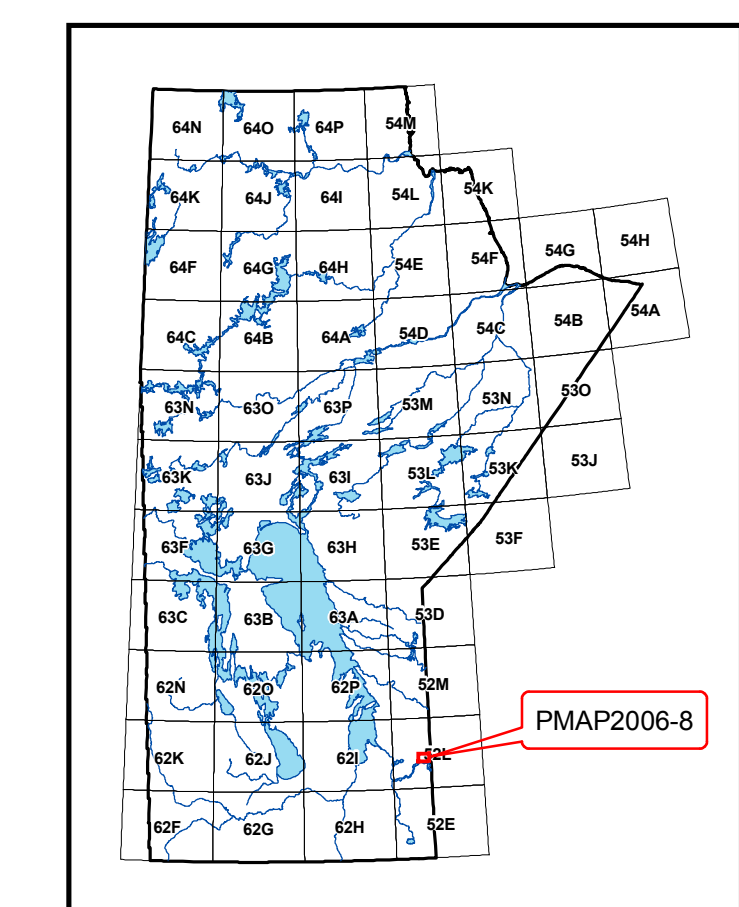 64N 64O 64P 54M
64K 64J 64I 54L 54K
64F 64G 64H 54E 54F 54G 54H
64C 64B 64A 54D 54C 54B 54A
63N 63O 63P 53M 53N 53O
63K 63J 63I 53L 53K 53J
63F 63G 63H 53E 53F
63C 63B 63A 53D
62N 62O 62P 52M
PMAP2006-8
62K 62J 62I 52L
62F 62G 62H 52E